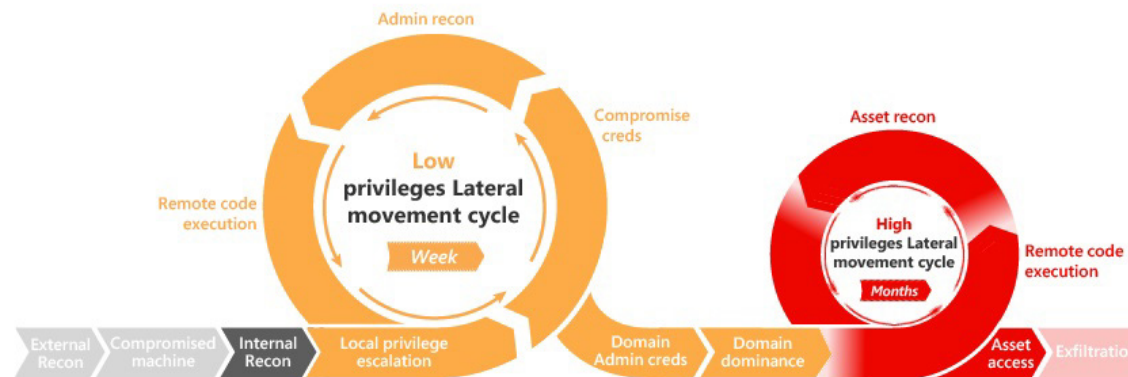 Admin recon
Compromise
creds
Low
privileges Lateral
movement cycle
Week
Remote code
execution
Asset recon
High
privileges Lateral
movement cycle
Months
Remote code
execution
External
Recon
Compromised
machine
Internal
Recon
Local privilege
escalation
Domain
Admin creds
Domain
dominance
Asset
access
Exfiltratio